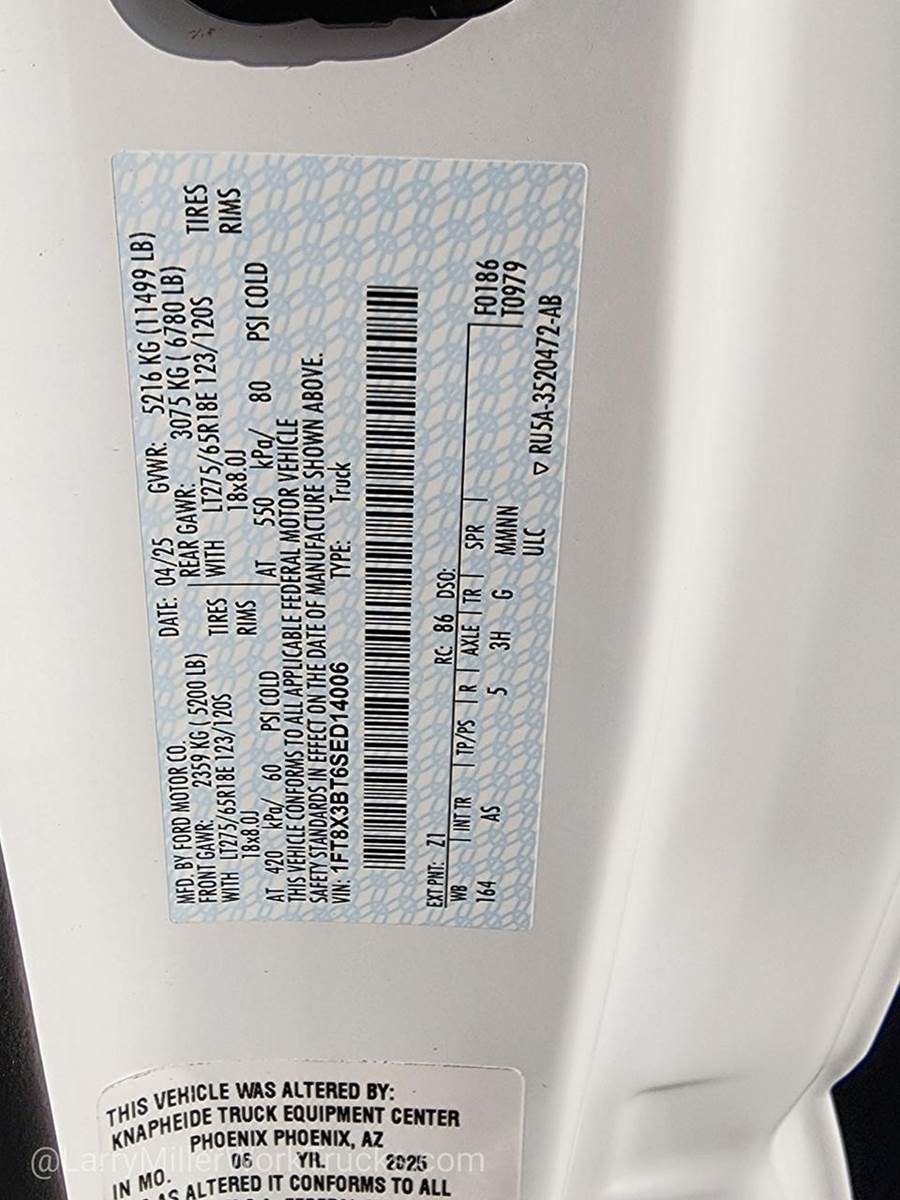 MFD. BY FORD MOTOR CO.
DATE: 04/25 GVWR: 5216 KG (11499 LB)
FRONT GAWR: 2359 KG ( 5200 LB)
REAR GAWR: 3075 KG ( 6780 LB)
WITH LT275/65R18E 123/120S TIRES
WITH LT275/65R18E 123/120S TIRES
18x8.0J RIMS
18x8.0J RIMS
AT 420 kPa/ 60 PSI COLD
AT 550 kPa/ 80 PSI COLD
THIS VEHICLE CONFORMS TO ALL APPLICABLE FEDERAL MOTOR VEHICLE
SAFETY STANDARDS IN EFFECT ON THE DATE OF MANUFACTURE SHOWN ABOVE.
VIN: 1FT8X3BT6SED14006 TYPE: Truck
EXT PNT: Z1 RC: 86 DSO:
WB | INT TR | TP/PS | R | AXLE | TR | SPR | F0186
164 AS 5 3H G MMNN T0979
ULC
▽ RU5A-3520472-AB
THIS VEHICLE WAS ALTERED BY:
KNAPHEIDE TRUCK EQUIPMENT CENTER
PHOENIX PHOENIX, AZ
IN MO. 06 YR. 2025
AS ALTERED IT CONFORMS TO ALL
@LarryMillerWorkTrucks.com